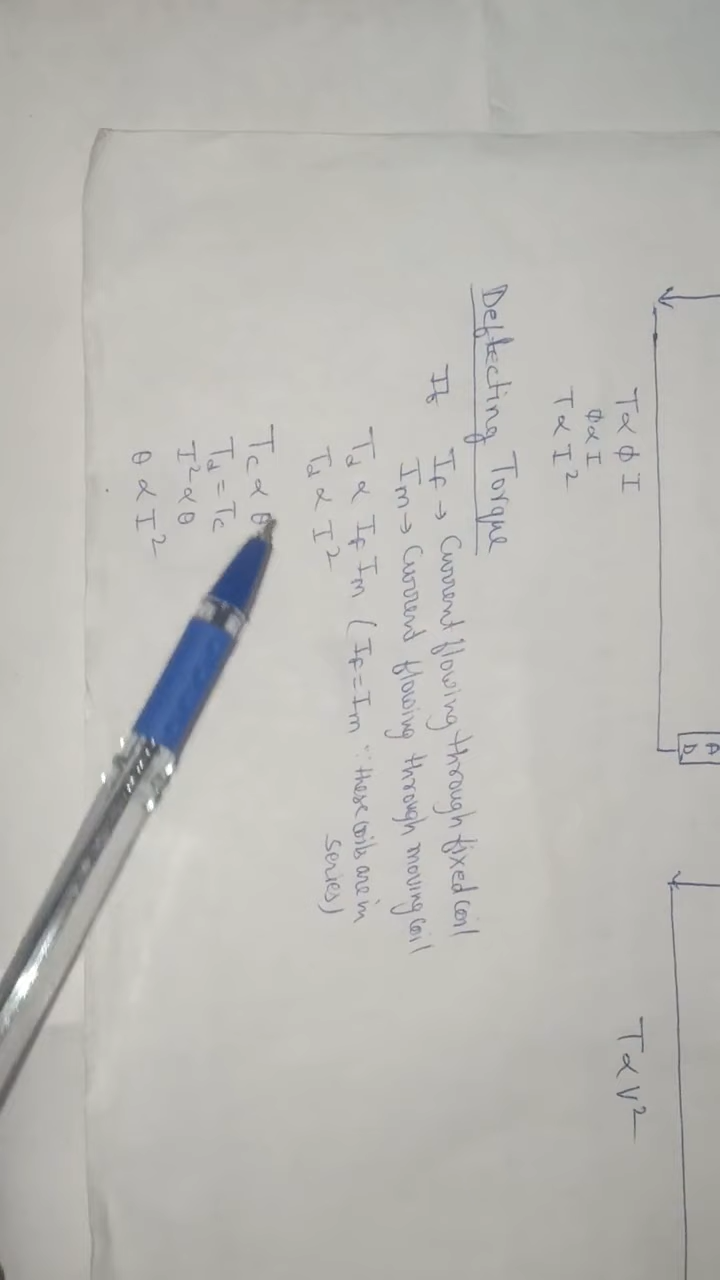 T∝ϕI
ϕ∝I
T∝I²
A
D
T∝V²
Deflecting Torque
If If → Current flowing through fixed coil
Im → Current flowing through moving coil
Td ∝ If Im (If = Im ∵ these coils are in
series)
Td ∝ I²
Tc ∝ θ
Td = Tc
I² ∝ θ
θ ∝ I²